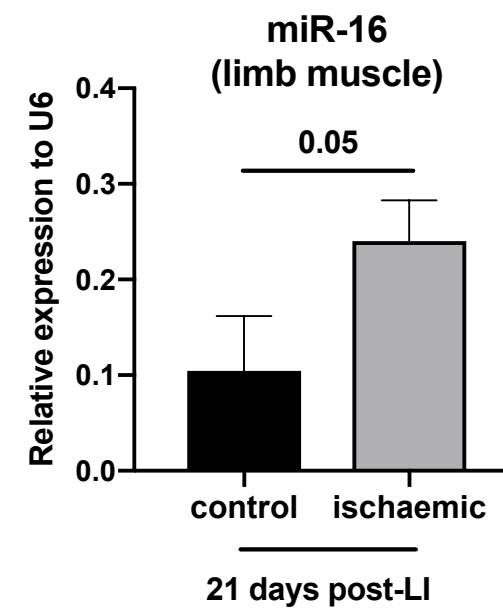 miR-16
(limb muscle)
Relative expression to U6
0.4
0.05
0.3
0.2
0.1
0.0
control ischaemic
21 days post-LI